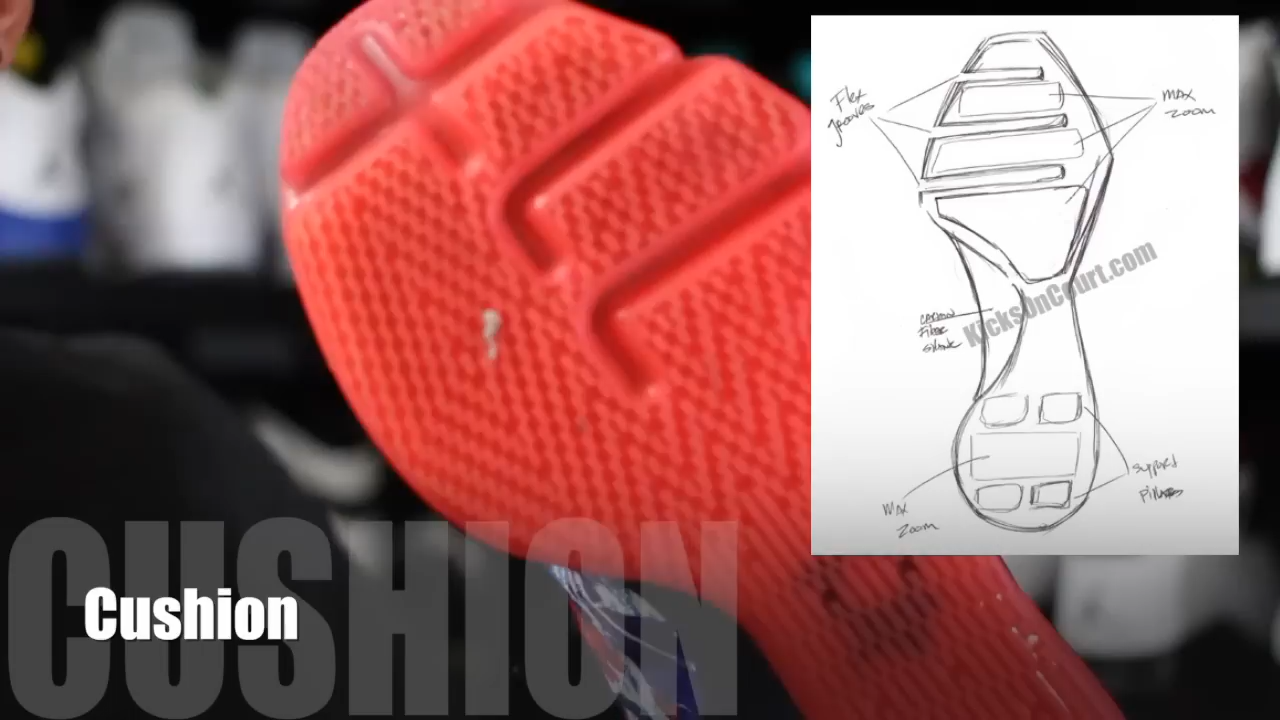 Flex
grooves
MAX
Zoom
KicksOnCourt.com
CARBON
Fiber
SHANK
MAX
Zoom
Support
Pillars
CUSHION
Cushion